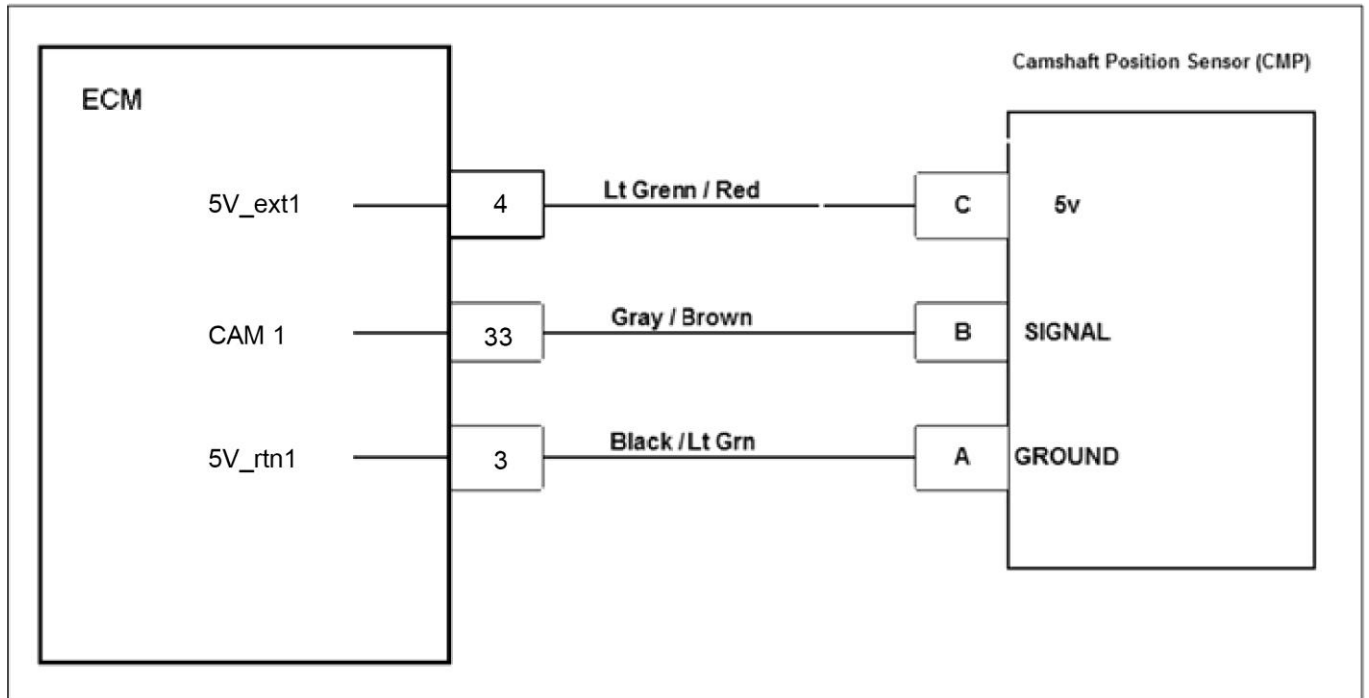 Camshaft Position Sensor (CMP)
ECM
5V_ext1 4 Lt Grenn / Red C 5v
CAM 1 33 Gray / Brown B SIGNAL
5V_rtn1 3 Black /Lt Grn A GROUND